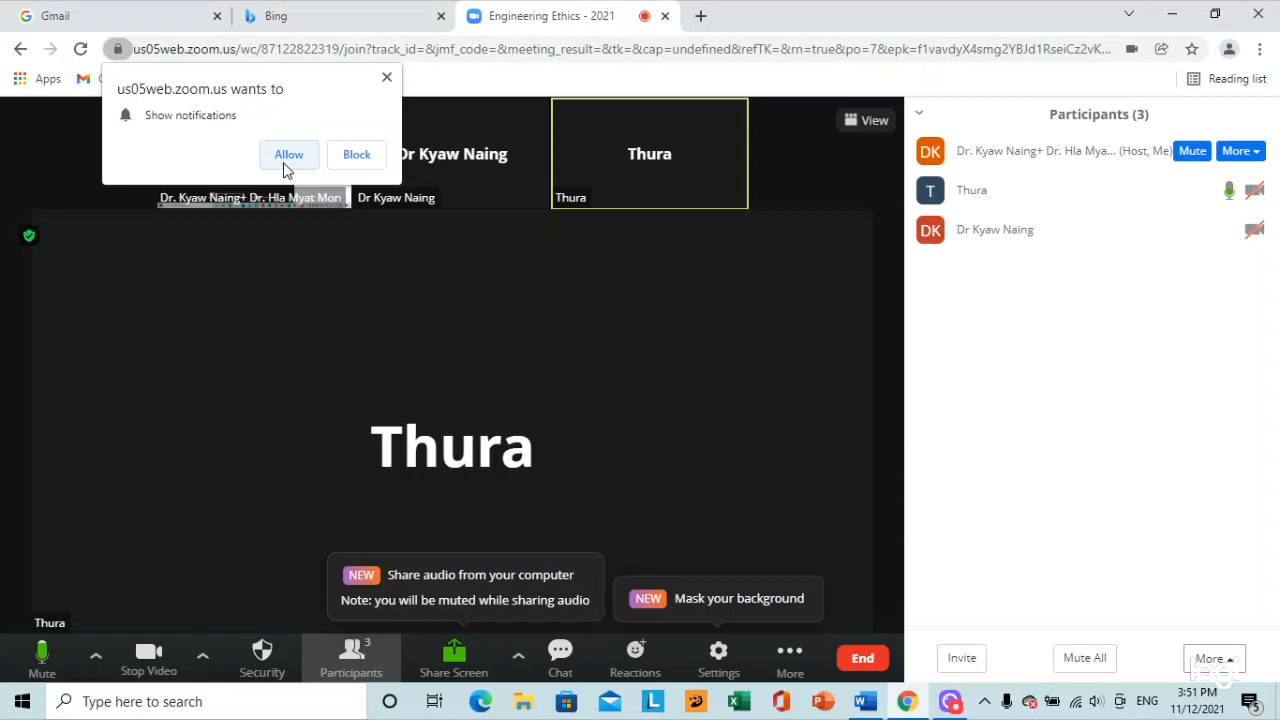 Gmail
Bing
Engineering Ethics - 2021
us05web.zoom.us/wc/87122822319/join?track_id=&jmf_code=&meeting_result=&tk=&cap=undefined&refTK=&rn=true&po=7&epk=f1vavdyX4smg2YBJd1RseiCz2vK...
Apps
Reading list
us05web.zoom.us wants to
Show notifications
Allow
Block
Dr Kyaw Naing
Thura
View
Dr. Kyaw Naing+ Dr. Hla Myat Mon
Dr Kyaw Naing
Thura
Participants (3)
DK Dr. Kyaw Naing+ Dr. Hla Mya... (Host, Me) Mute More
T Thura
DK Dr Kyaw Naing
Thura
NEW Share audio from your computer
Note: you will be muted while sharing audio
NEW Mask your background
Thura
Mute
Stop Video
Security
3
Participants
Share Screen
Chat
Reactions
Settings
More
End
Invite
Mute All
More
Type here to search
ENG
3:51 PM
11/12/2021
5